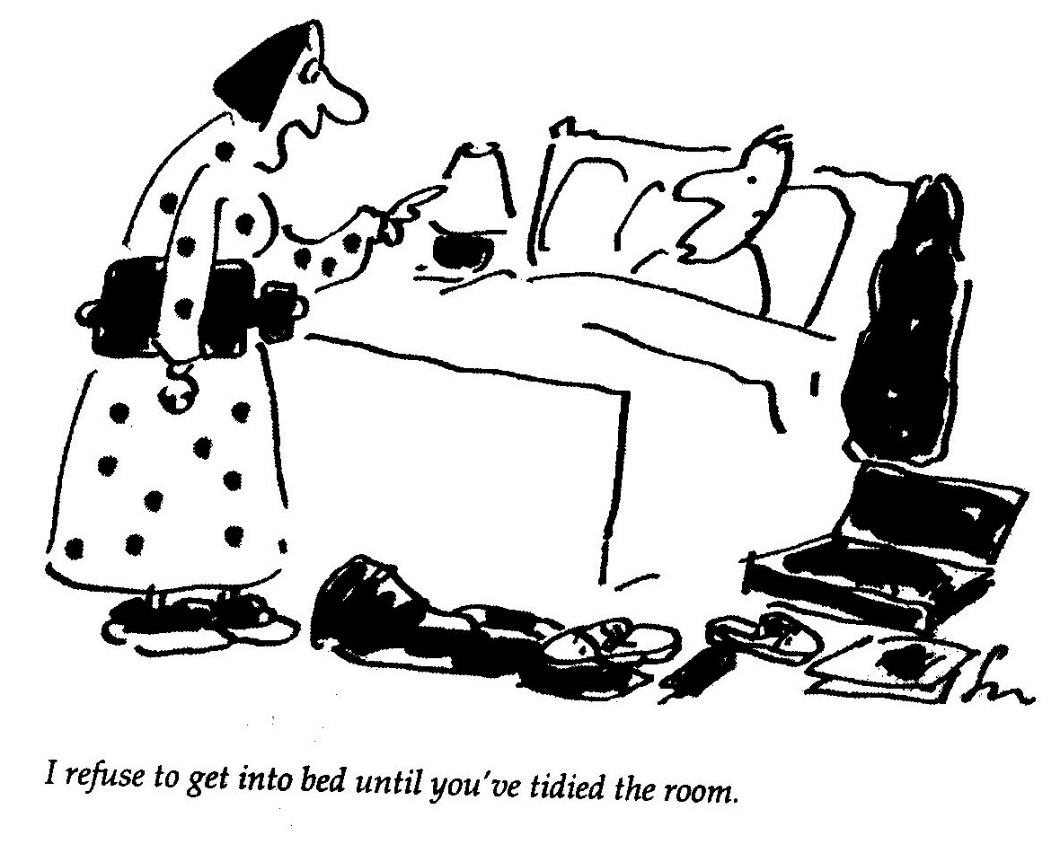 I refuse to get into bed until you've tidied the room.